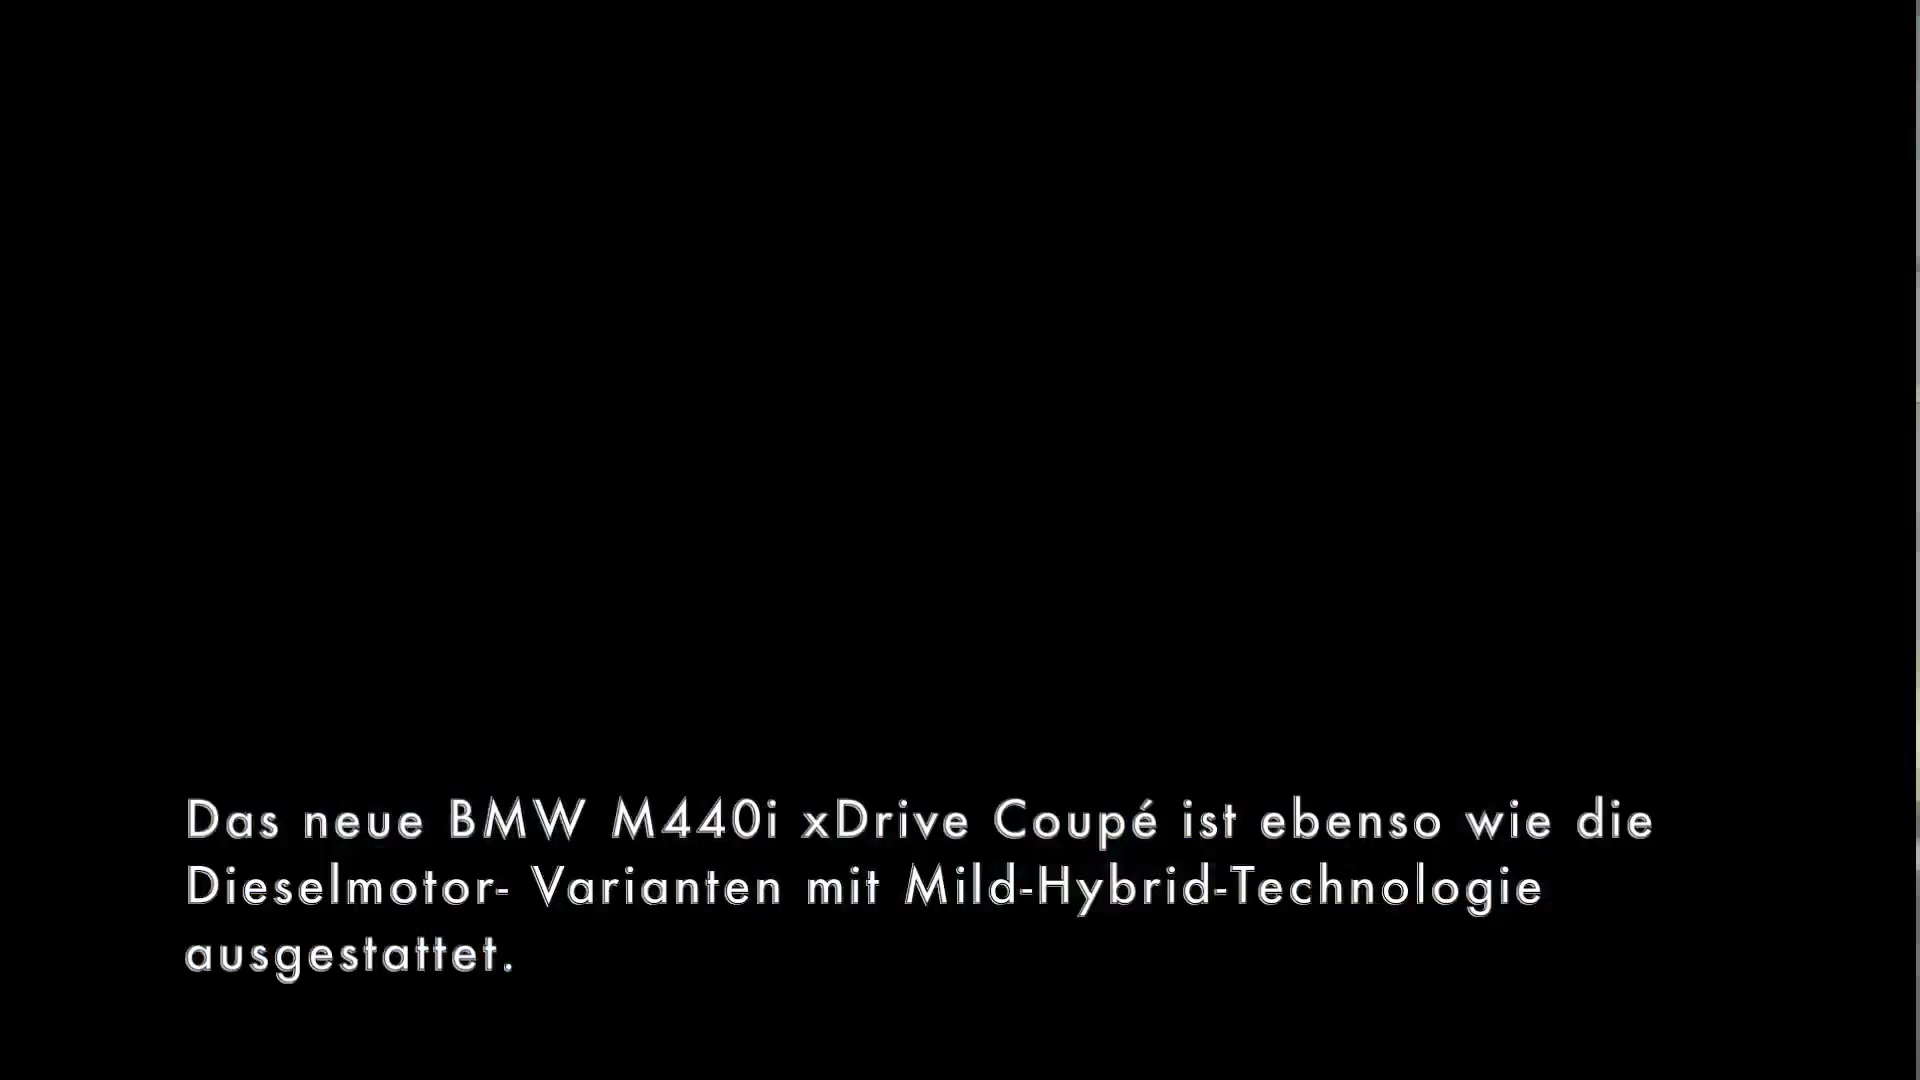 Das neue BMW M440i xDrive Coupé ist ebenso wie die
Dieselmotor- Varianten mit Mild-Hybrid-Technologie
ausgestattet.